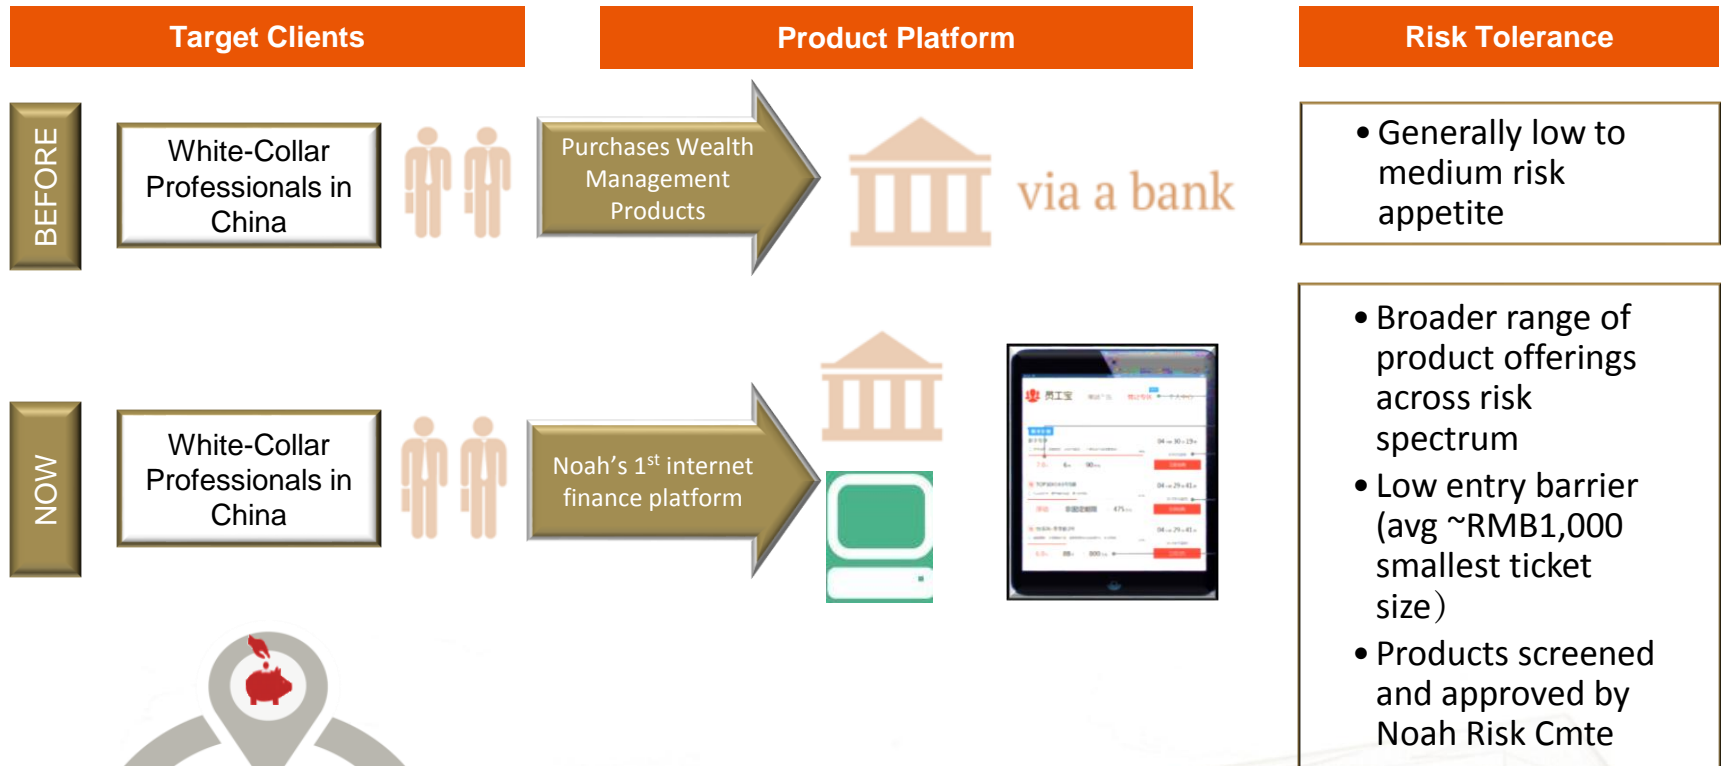 Target Clients
Product Platform
Risk Tolerance
BEFORE
White-Collar
Professionals in
China
Purchases Wealth
Management
Products
via a bank
• Generally low to
medium risk
appetite
NOW
White-Collar
Professionals in
China
Noah's 1st internet
finance platform
员工宝
• Broader range of
product offerings
across risk
spectrum
• Low entry barrier
(avg ~RMB1,000
smallest ticket
size）
• Products screened
and approved by
Noah Risk Cmte